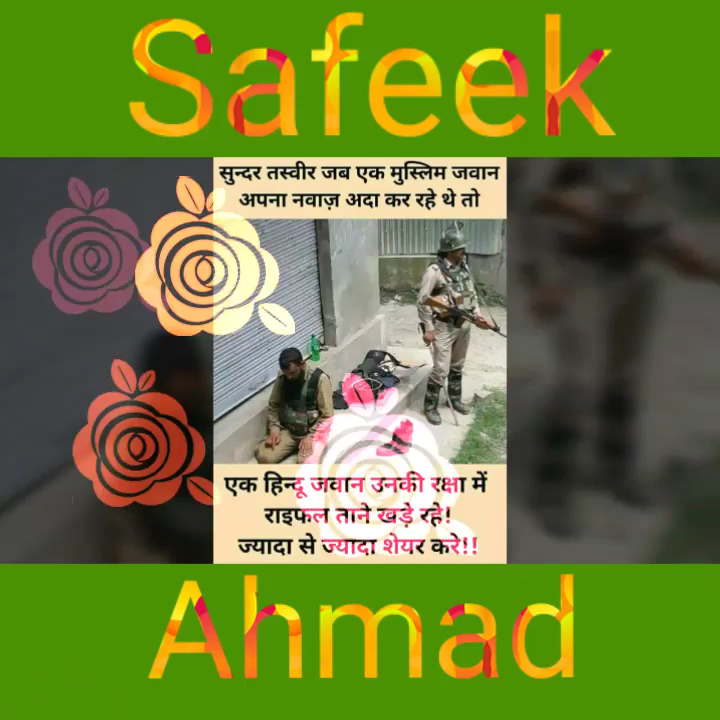 Safeek
सुन्दर तस्वीर जब एक मुस्लिम जवान
अपना नवाज़ अदा कर रहे थे तो
एक हिन्दू जवान उनकी रक्षा में
राइफल ताने खड़े रहे!
ज्यादा से ज्यादा शेयर करे!!
Ahmad